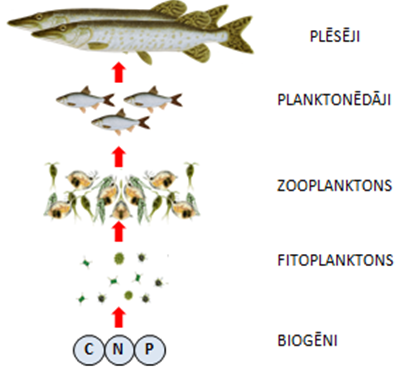 PLĒSĒJI
PLANKTONĒDĀJI
ZOOPLANKTONS
FITOPLANKTONS
C N P BIOGĒNI